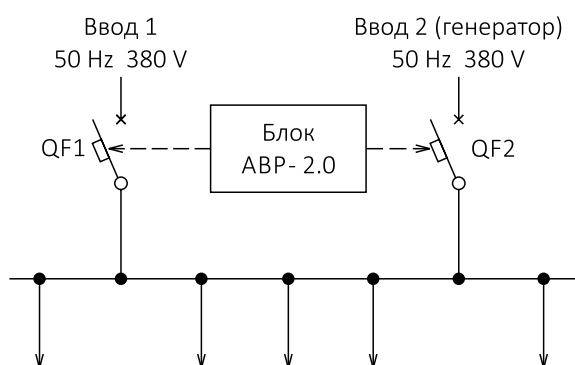 Ввод 1
50 Hz 380 V
Ввод 2 (генератор)
50 Hz 380 V
QF1
Блок
АВР- 2.0
QF2